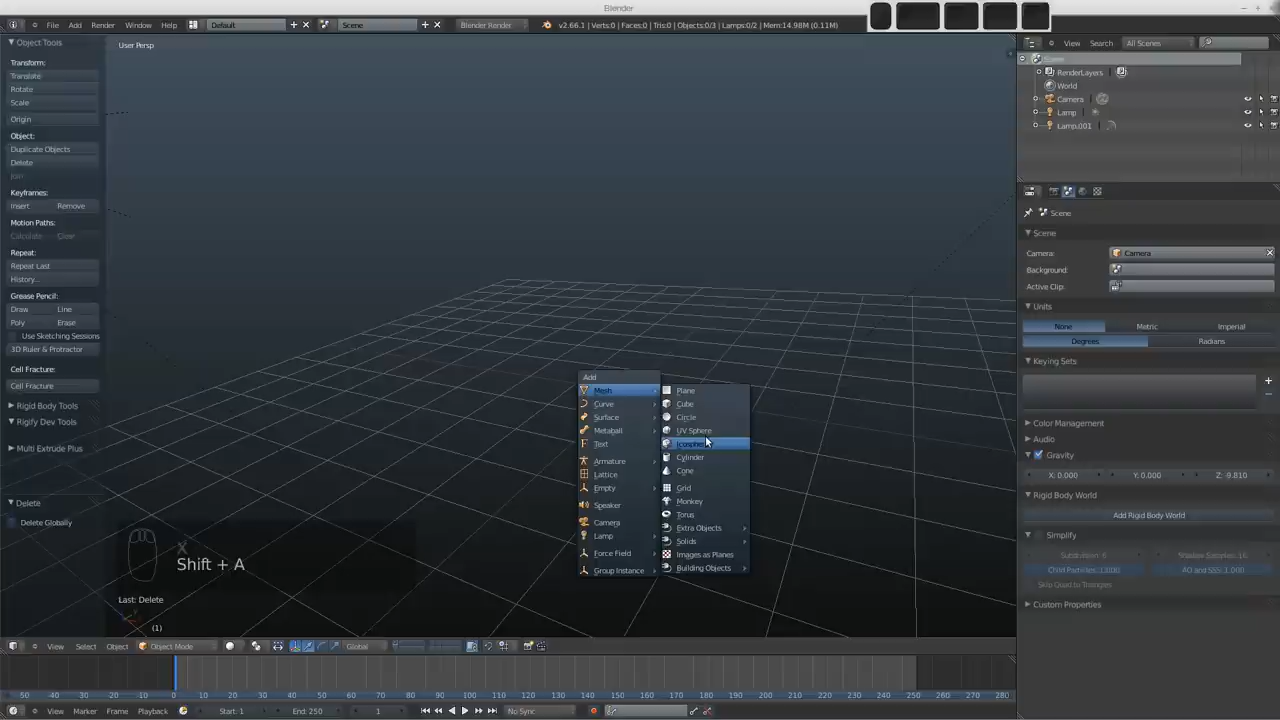 Blender
File Add Render Window Help Default Scene Blender Render v2.66.1 | Verts:0 | Faces:0 | Tris:0 | Objects:0/3 | Lamps:0/2 | Mem:14.98M (0.11M)
Object Tools
User Persp
Transform:
Translate
Rotate
Scale
Origin
Object:
Duplicate Objects
Delete
Join
Keyframes:
Insert Remove
Motion Paths:
Calculate Clear
Repeat:
Repeat Last
History...
Grease Pencil:
Draw Line
Poly Erase
Use Sketching Sessions
3D Ruler & Protractor
Cell Fracture:
Cell Fracture
Rigid Body Tools
Rigify Dev Tools
Multi Extrude Plus
Delete
Delete Globally
X
Shift + A
Last: Delete
(1)
Add
Mesh
Curve
Surface
Metaball
Text
Armature
Lattice
Empty
Speaker
Camera
Lamp
Force Field
Group Instance
Plane
Cube
Circle
UV Sphere
Icosphere
Cylinder
Cone
Grid
Monkey
Torus
Extra Objects
Solids
Images as Planes
Building Objects
View Search All Scenes
Scene
RenderLayers
World
Camera
Lamp
Lamp.001
Scene
Scene
Camera: Camera
Background:
Active Clip:
Units
None Metric Imperial
Degrees Radians
Keying Sets
Color Management
Audio
Gravity
X: 0.000 Y: 0.000 Z: -9.810
Rigid Body World
Add Rigid Body World
Simplify
Subdivision: 6 Shadow Samples: 16
AO and SSS: 1.000
Skip Quad to Triangles
Custom Properties
View Select Object Object Mode Global
50 40 30 20 10 0 10 20 30 40 50 60 70 80 90 100 110 120 130 140 150 160 170 180 190 200 210 220 230 240 250 260 270 280
View Marker Frame Playback Start: 1 End: 250 1 No Sync